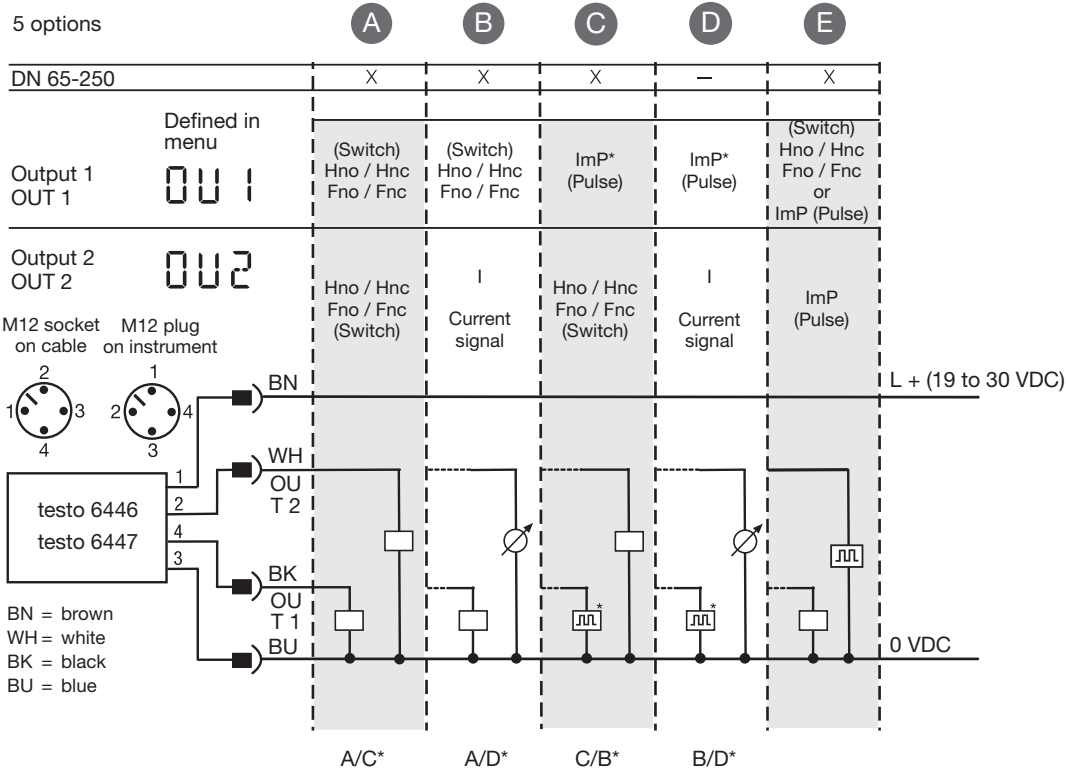 5 options
A B C D E
DN 65-250 X X X – X
Defined in
menu
Output 1
OUT 1
OU1
(Switch)
Hno / Hnc
Fno / Fnc
(Switch)
Hno / Hnc
Fno / Fnc
ImP*
(Pulse)
ImP*
(Pulse)
(Switch)
Hno / Hnc
Fno / Fnc
or
ImP (Pulse)
Output 2
OUT 2
OU2
Hno / Hnc
Fno / Fnc
(Switch)
I
Current
signal
Hno / Hnc
Fno / Fnc
(Switch)
I
Current
signal
ImP
(Pulse)
M12 socket
on cable
M12 plug
on instrument
2
1 3
4
1
2 4
3
BN
L + (19 to 30 VDC)
WH
OU
T 2
1
2
4
3
testo 6446
testo 6447
BK
OU
T 1
* *
BU
0 VDC
BN = brown
WH = white
BK = black
BU = blue
A/C* A/D* C/B* B/D*